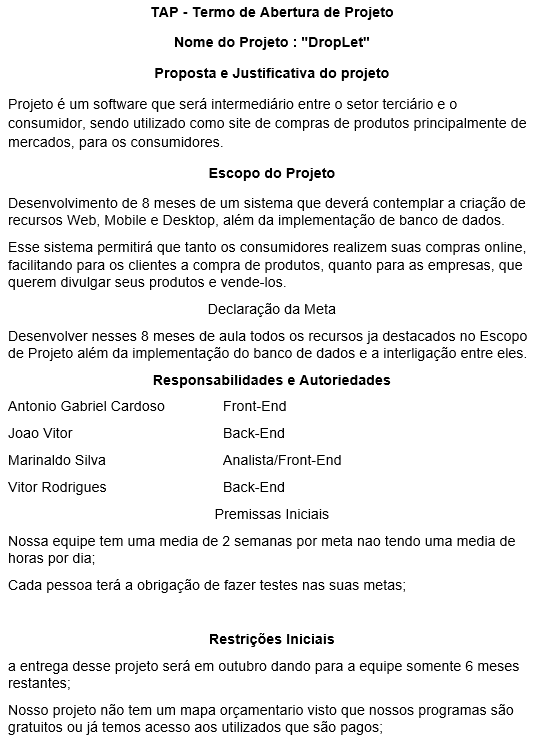 TAP - Termo de Abertura de Projeto
Nome do Projeto : "DropLet"
Proposta e Justificativa do projeto
Projeto é um software que será intermediário entre o setor terciário e o
consumidor, sendo utilizado como site de compras de produtos principalmente de
mercados, para os consumidores.
Escopo do Projeto
Desenvolvimento de 8 meses de um sistema que deverá contemplar a criação de
recursos Web, Mobile e Desktop, além da implementação de banco de dados.
Esse sistema permitirá que tanto os consumidores realizem suas compras online,
facilitando para os clientes a compra de produtos, quanto para as empresas, que
querem divulgar seus produtos e vende-los.
Declaração da Meta
Desenvolver nesses 8 meses de aula todos os recursos ja destacados no Escopo
de Projeto além da implementação do banco de dados e a interligação entre eles.
Responsabilidades e Autoriedades
Antonio Gabriel Cardoso Front-End
Joao Vitor Back-End
Marinaldo Silva Analista/Front-End
Vitor Rodrigues Back-End
Premissas Iniciais
Nossa equipe tem uma media de 2 semanas por meta nao tendo uma media de
horas por dia;
Cada pessoa terá a obrigação de fazer testes nas suas metas;
Restrições Iniciais
a entrega desse projeto será em outubro dando para a equipe somente 6 meses
restantes;
Nosso projeto não tem um mapa orçamentario visto que nossos programas são
gratuitos ou já temos acesso aos utilizados que são pagos;